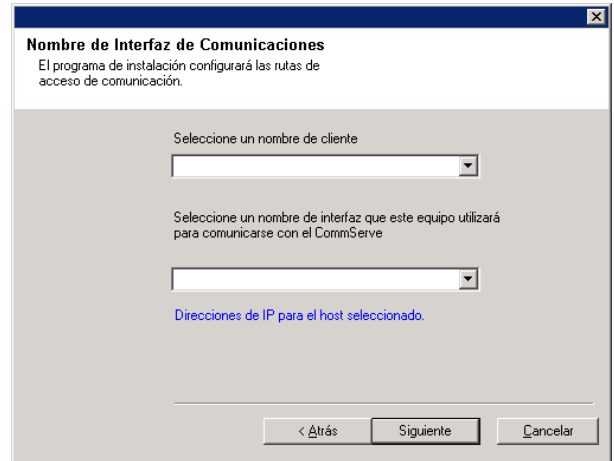 Nombre de Interfaz de Comunicaciones
El programa de instalación configurará las rutas de
acceso de comunicación.
Seleccione un nombre de cliente
Seleccione un nombre de interfaz que este equipo utilizará
para comunicarse con el CommServe
Direcciones de IP para el host seleccionado.
< Atrás
Siguiente
Cancelar